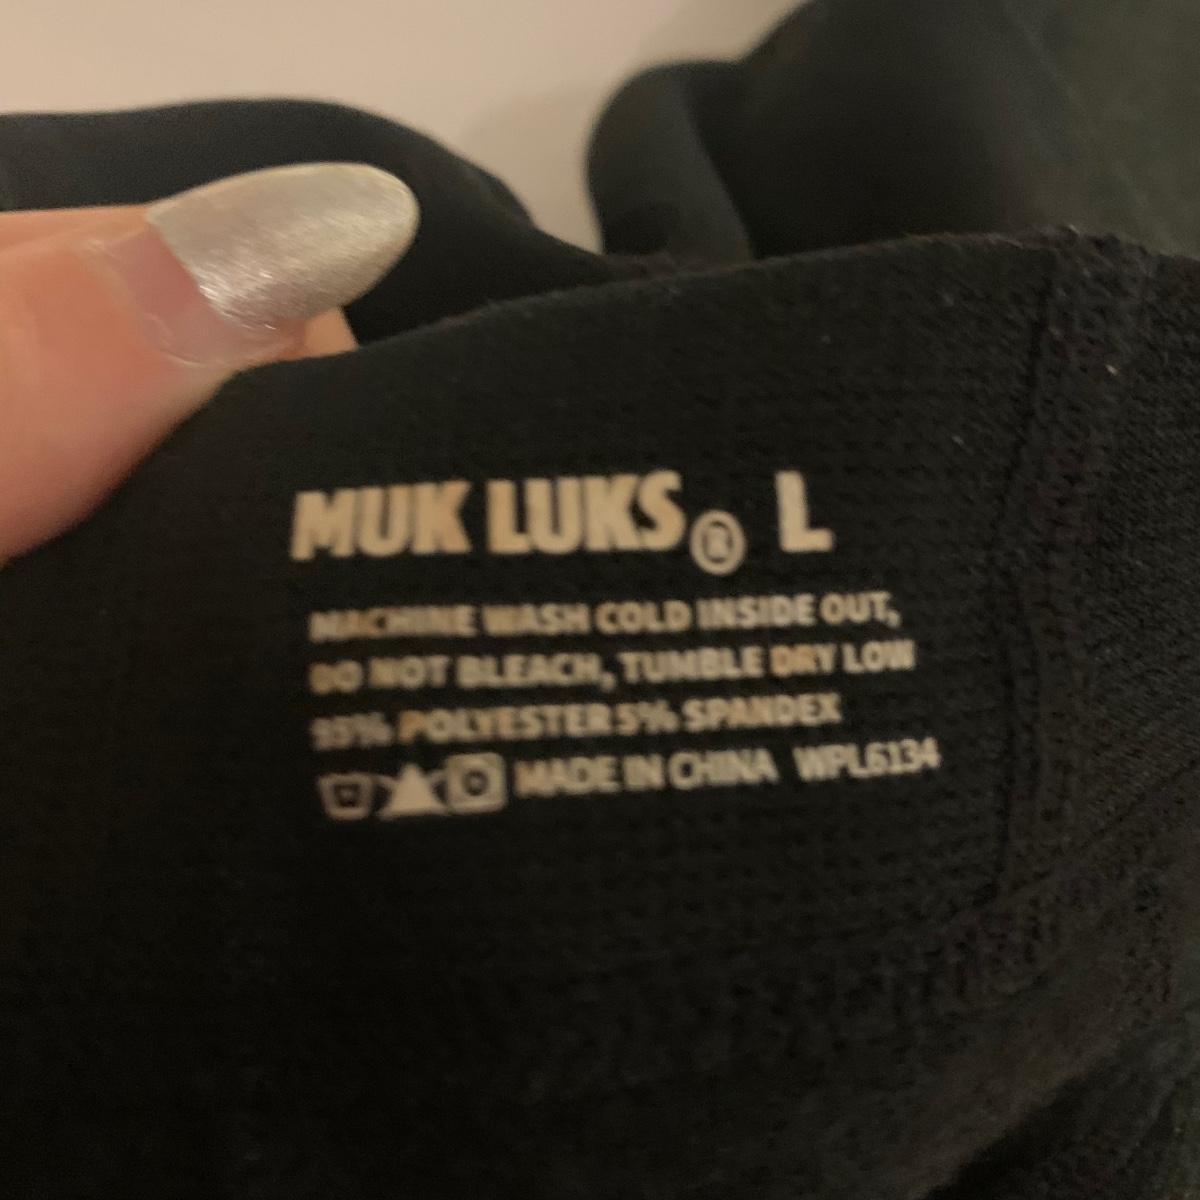 MUK LUKS® L
MACHINE WASH COLD INSIDE OUT,
DO NOT BLEACH, TUMBLE DRY LOW
95% POLYESTER 5% SPANDEX
MADE IN CHINA WPL6134